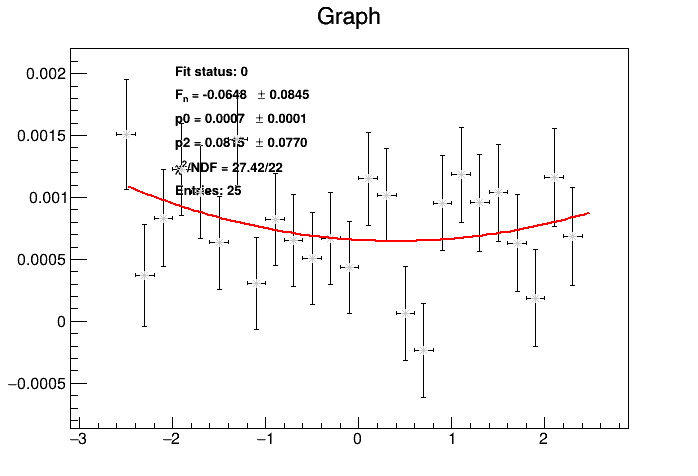 Graph
0.002
0.0015
0.001
0.0005
0
−0.0005
Fit status: 0
Fn = -0.0648 ± 0.0845
p0 = 0.0007 ± 0.0001
p2 = 0.0815 ± 0.0770
χ2/NDF = 27.42/22
Entries: 25
−3 −2 −1 0 1 2